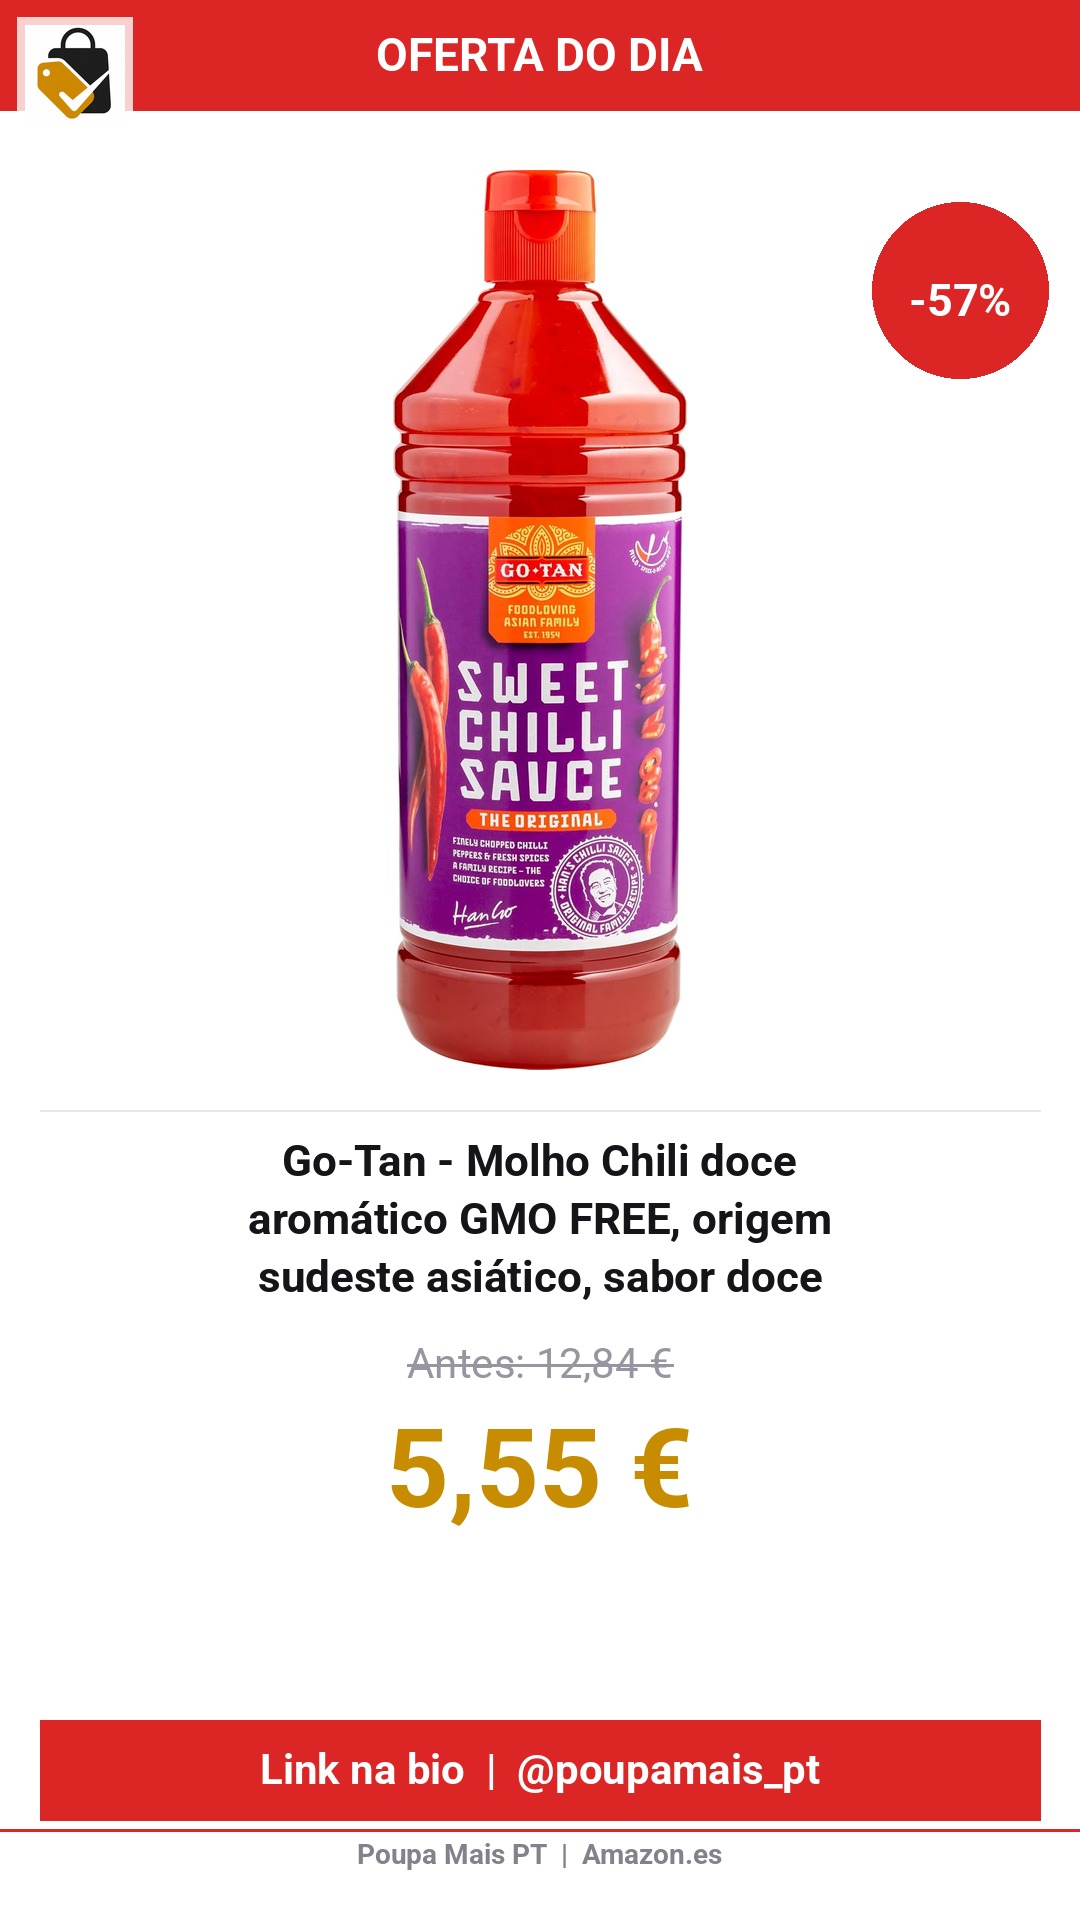 OFERTA DO DIA
-57%
GO-TAN
FOODLOVING
ASIAN FAMILY
EST. 1954
SWEET
CHILLI
SAUCE
THE ORIGINAL
FINELY CHOPPED CHILLI
PEPPERS & FRESH SPICES
A FAMILY RECIPE - THE
CHOICE OF FOODLOVERS
HAN'S CHILLI SAUCE
ORIGINAL FAMILY RECIPE
Han Go
Go-Tan - Molho Chili doce
aromático GMO FREE, origem
sudeste asiático, sabor doce
Antes: 12,84 €
5,55 €
Link na bio | @poupamais_pt
Poupa Mais PT | Amazon.es